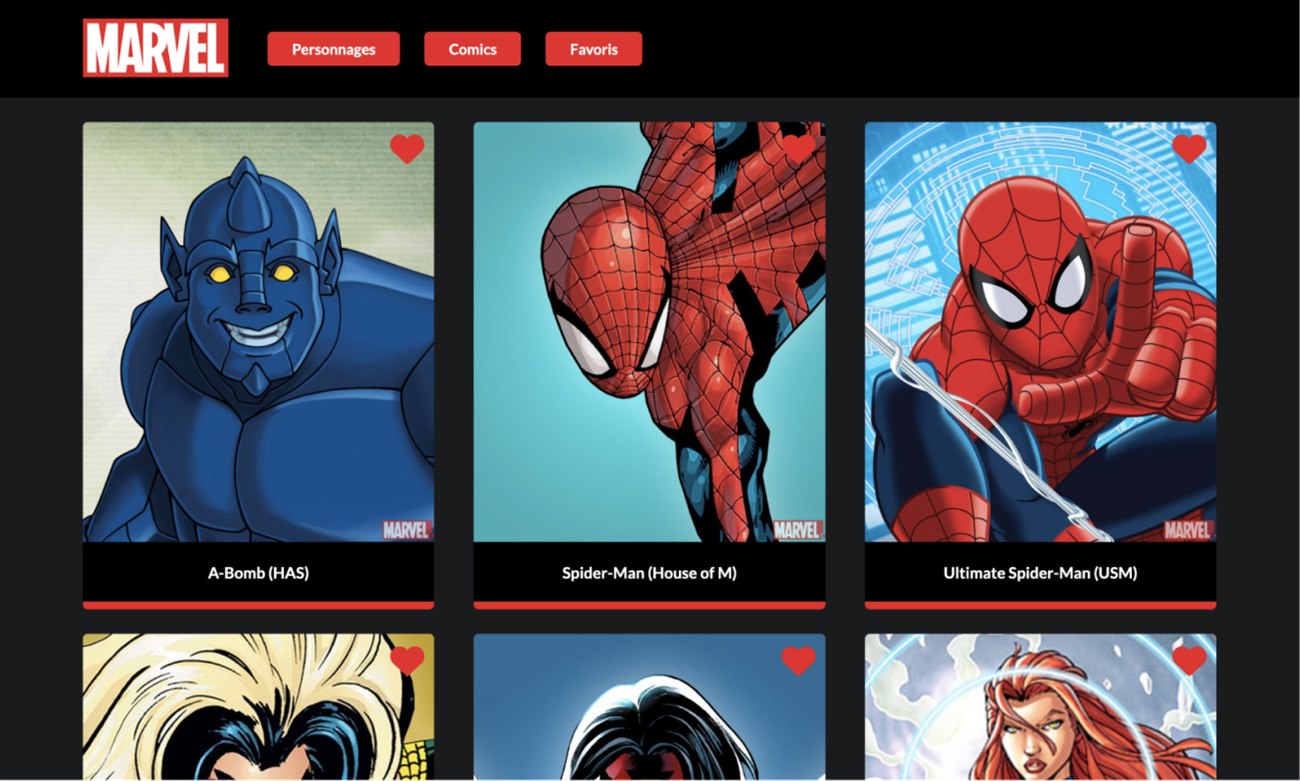 MARVEL
Personnages
Comics
Favoris
MARVEL
MARVEL
MARVEL
A-Bomb (HAS)
Spider-Man (House of M)
Ultimate Spider-Man (USM)